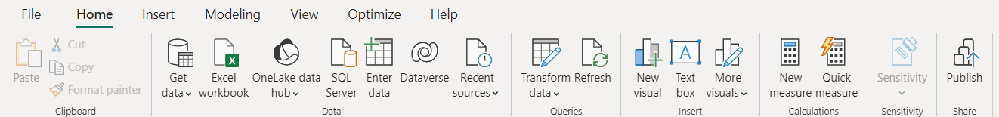 File Home Insert Modeling View Optimize Help
Cut
Copy
Format painter
Paste
Clipboard
Get data
Excel workbook
OneLake data hub
SQL Server
Enter data
Dataverse
Recent sources
Data
Transform data
Refresh
Queries
New visual
A
Text box
More visuals
Insert
New measure
Quick measure
Calculations
Sensitivity
Sensitivity
Publish
Share